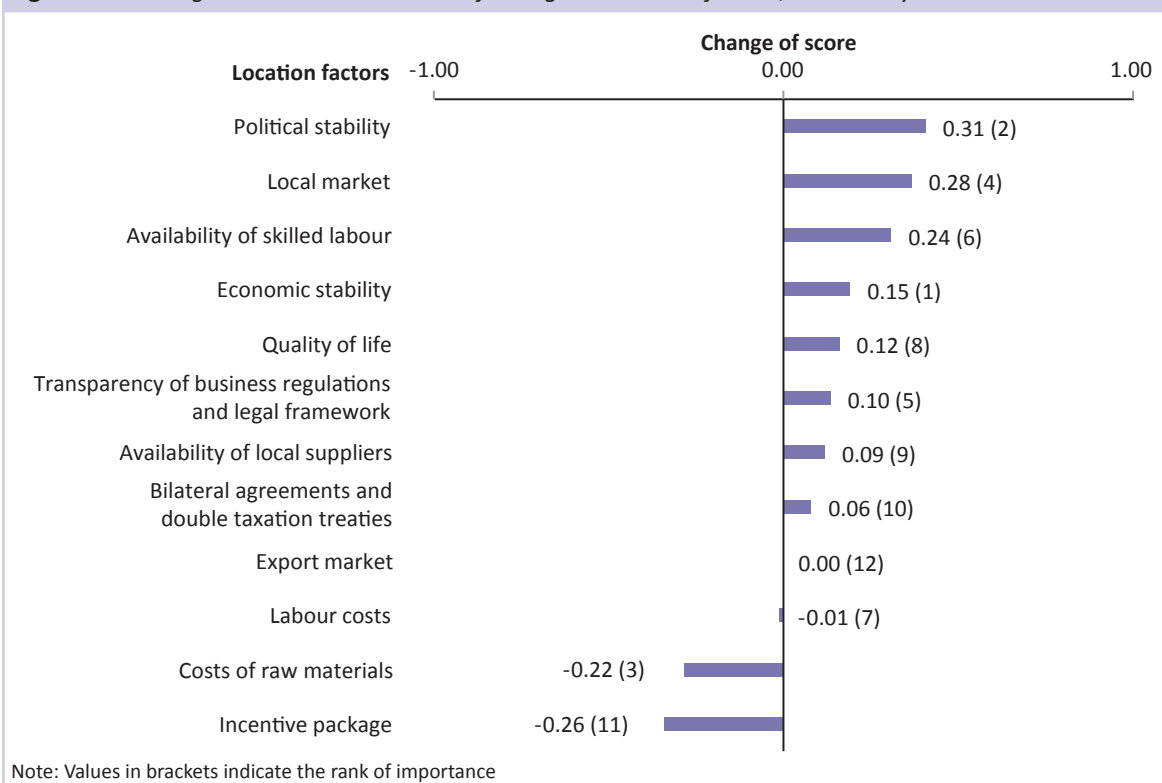 Change of score
Location factors -1.00 0.00 1.00
Political stability 0.31 (2)
Local market 0.28 (4)
Availability of skilled labour 0.24 (6)
Economic stability 0.15 (1)
Quality of life 0.12 (8)
Transparency of business regulations
and legal framework 0.10 (5)
Availability of local suppliers 0.09 (9)
Bilateral agreements and
double taxation treaties 0.06 (10)
Export market 0.00 (12)
Labour costs -0.01 (7)
Costs of raw materials -0.22 (3)
Incentive package -0.26 (11)
Note: Values in brackets indicate the rank of importance